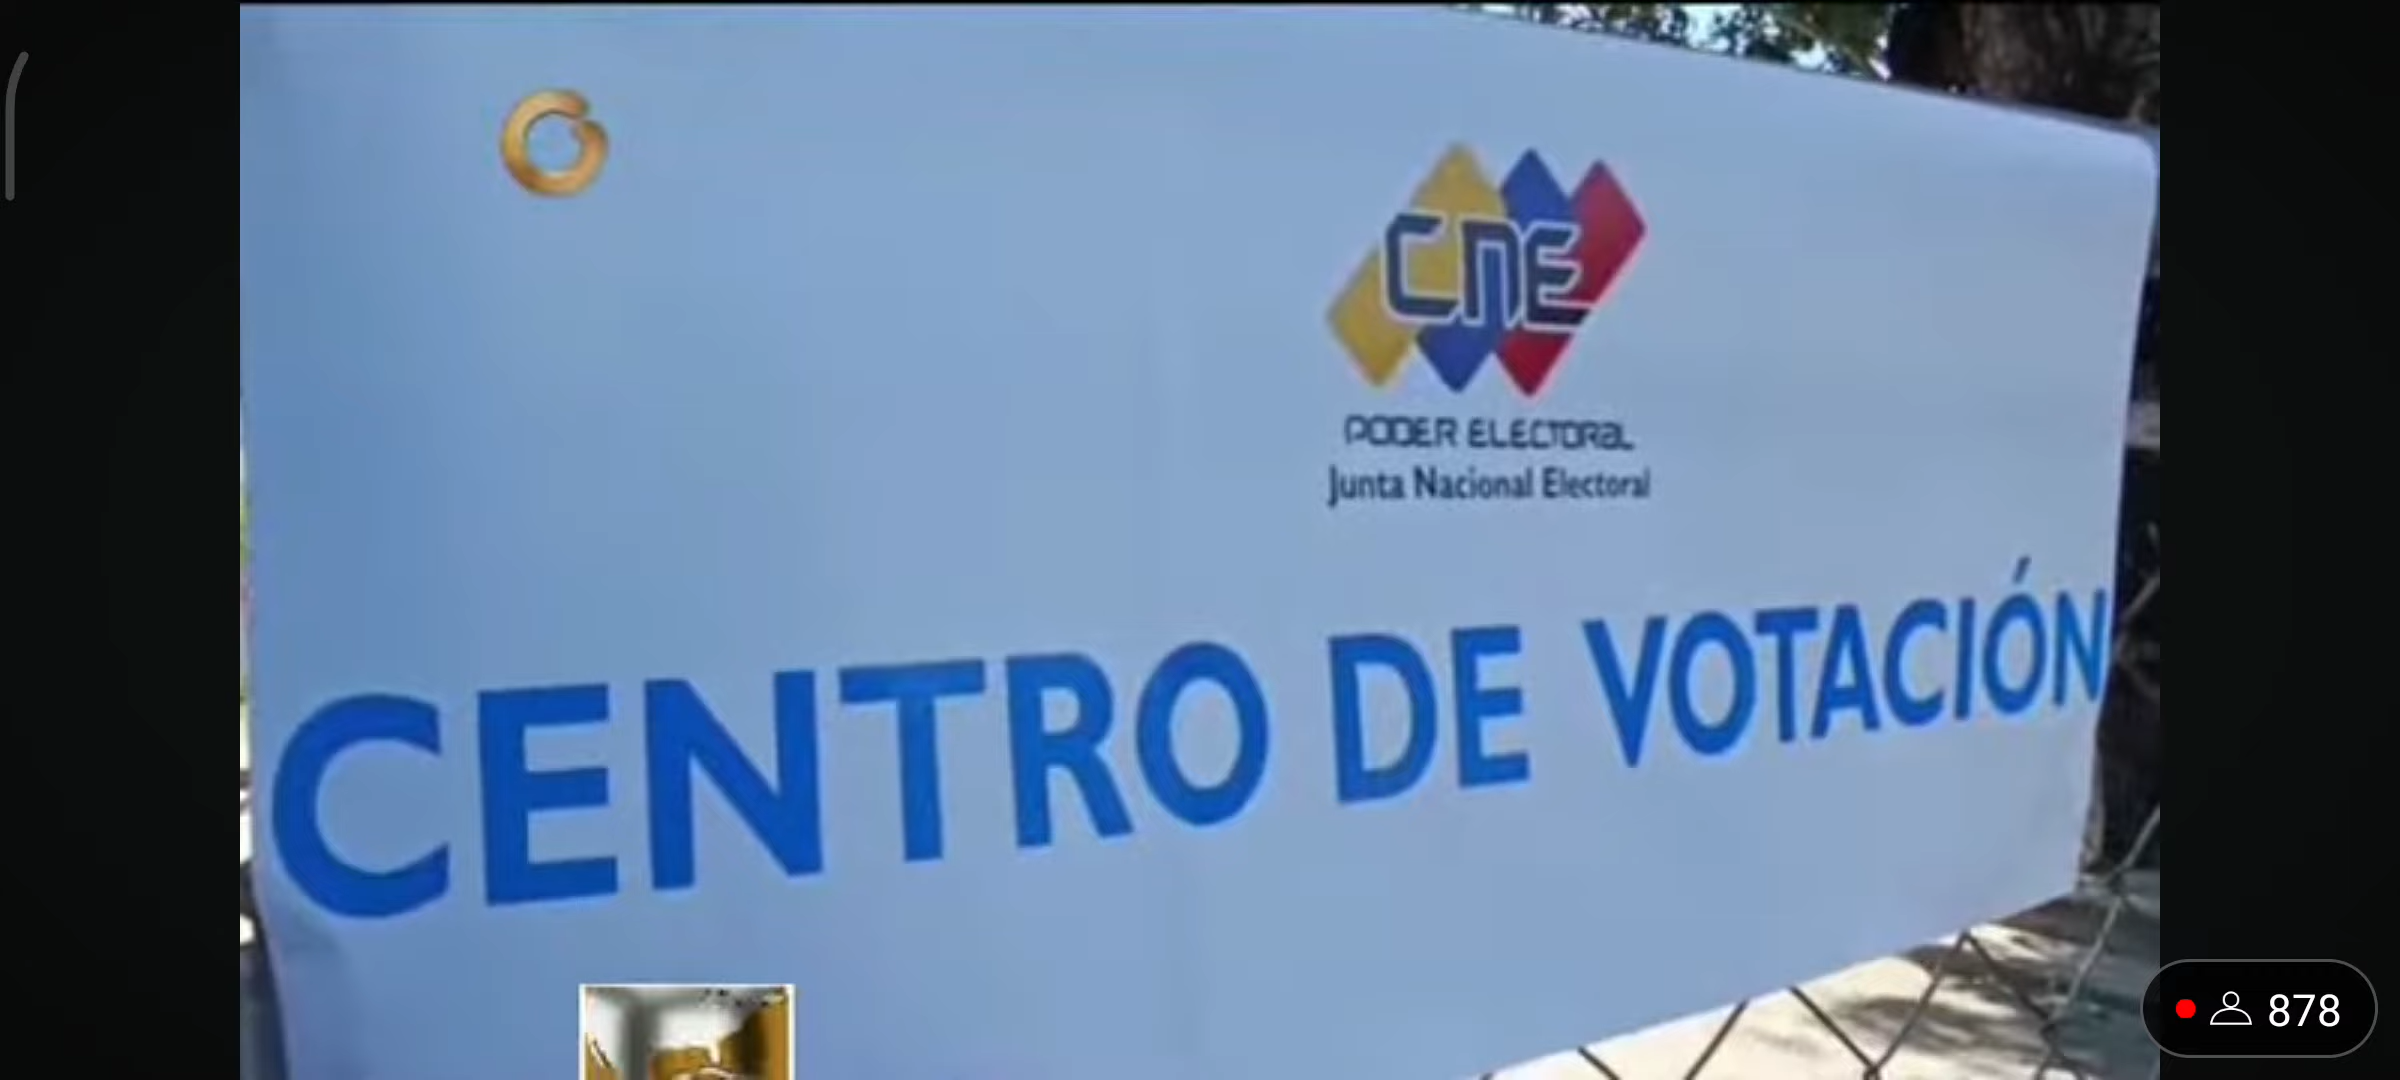 CNE
PODER ELECTORAL
Junta Nacional Electoral
CENTRO DE VOTACIÓN
878